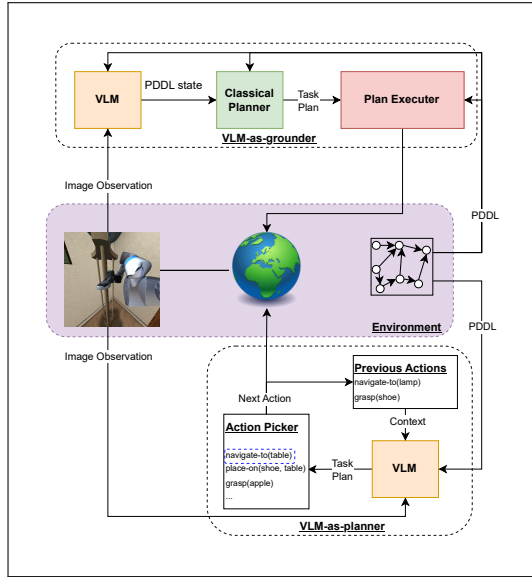 VLM
PDDL state
Classical
Planner
Task
Plan
Plan Executer
VLM-as-grounder
Image Observation
PDDL
Environment
Image Observation
PDDL
Previous Actions
navigate-to(lamp)
grasp(shoe)
Next Action
Context
Action Picker
navigate-to(table)
place-on(shoe, table)
grasp(apple)
...
Task
Plan
VLM
VLM-as-planner